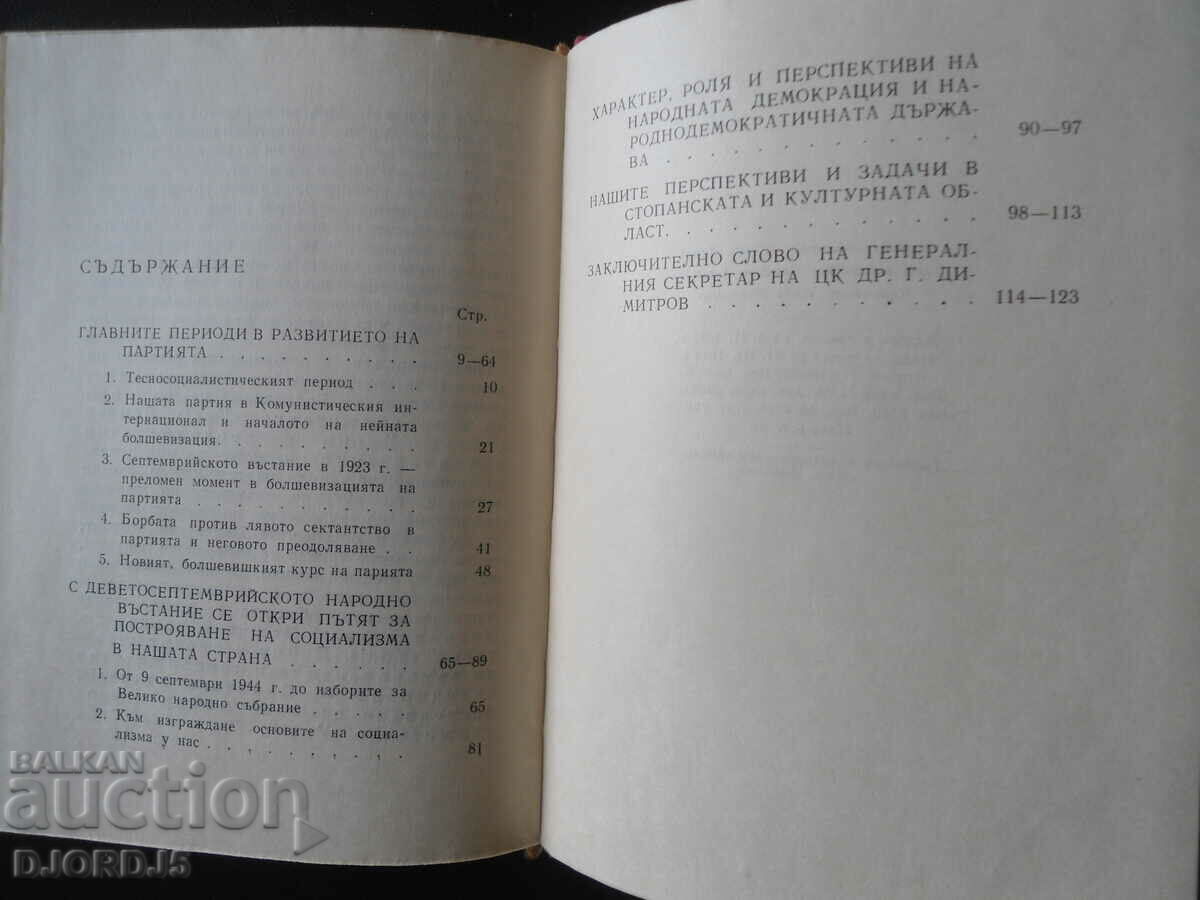 СЪДЪРЖАНИЕ
Стр.
ГЛАВНИТЕ ПЕРИОДИ В РАЗВИТИЕТО НА
ПАРТИЯТА . . . . . . . . . . 9—64
1. Тесносоциалистическият период . . . 10
2. Нашата партия в Комунистическия ин-
тернационал и началото на нейната
болшевизация. . . . . . . . . . 21
3. Септемврийското въстание в 1923 г. —
преломен момент в болшевизацията на
партията . . . . . . . . . . . 27
4. Борбата против лявото сектантство в
партията и неговото преодоляване . . 41
5. Новият, болшевишкият курс на парията 48
С ДЕВЕТОСЕПТЕМВРИЙСКОТО НАРОДНО
ВЪСТАНИЕ СЕ ОТКРИ ПЪТЯТ ЗА
ПОСТРОЯВАНЕ НА СОЦИАЛИЗМА
В НАШАТА СТРАНА . . . . . . 65—89
1. От 9 септември 1944 г. до изборите за
Велико народно събрание . . . . . 65
2. Към изграждане основите на социа-
лизма у нас . . . . . . . . . 81
ХАРАКТЕР, РОЛЯ И ПЕРСПЕКТИВИ НА
НАРОДНАТА ДЕМОКРАЦИЯ И НА-
РОДНОДЕМОКРАТИЧНАТА ДЪРЖА-
ВА . . . . . . . . . . . . 90—97
НАШИТЕ ПЕРСПЕКТИВИ И ЗАДАЧИ В
СТОПАНСКАТА И КУЛТУРНАТА ОБ-
ЛАСТ. . . . . . . . . . . . 98—113
ЗАКЛЮЧИТЕЛНО СЛОВО НА ГЕНЕРАЛ-
НИЯ СЕКРЕТАР НА ЦК ДР. Г. ДИ-
МИТРОВ . . . . . . . . . . 114—123
BALKAN
auction
DJORDJ5